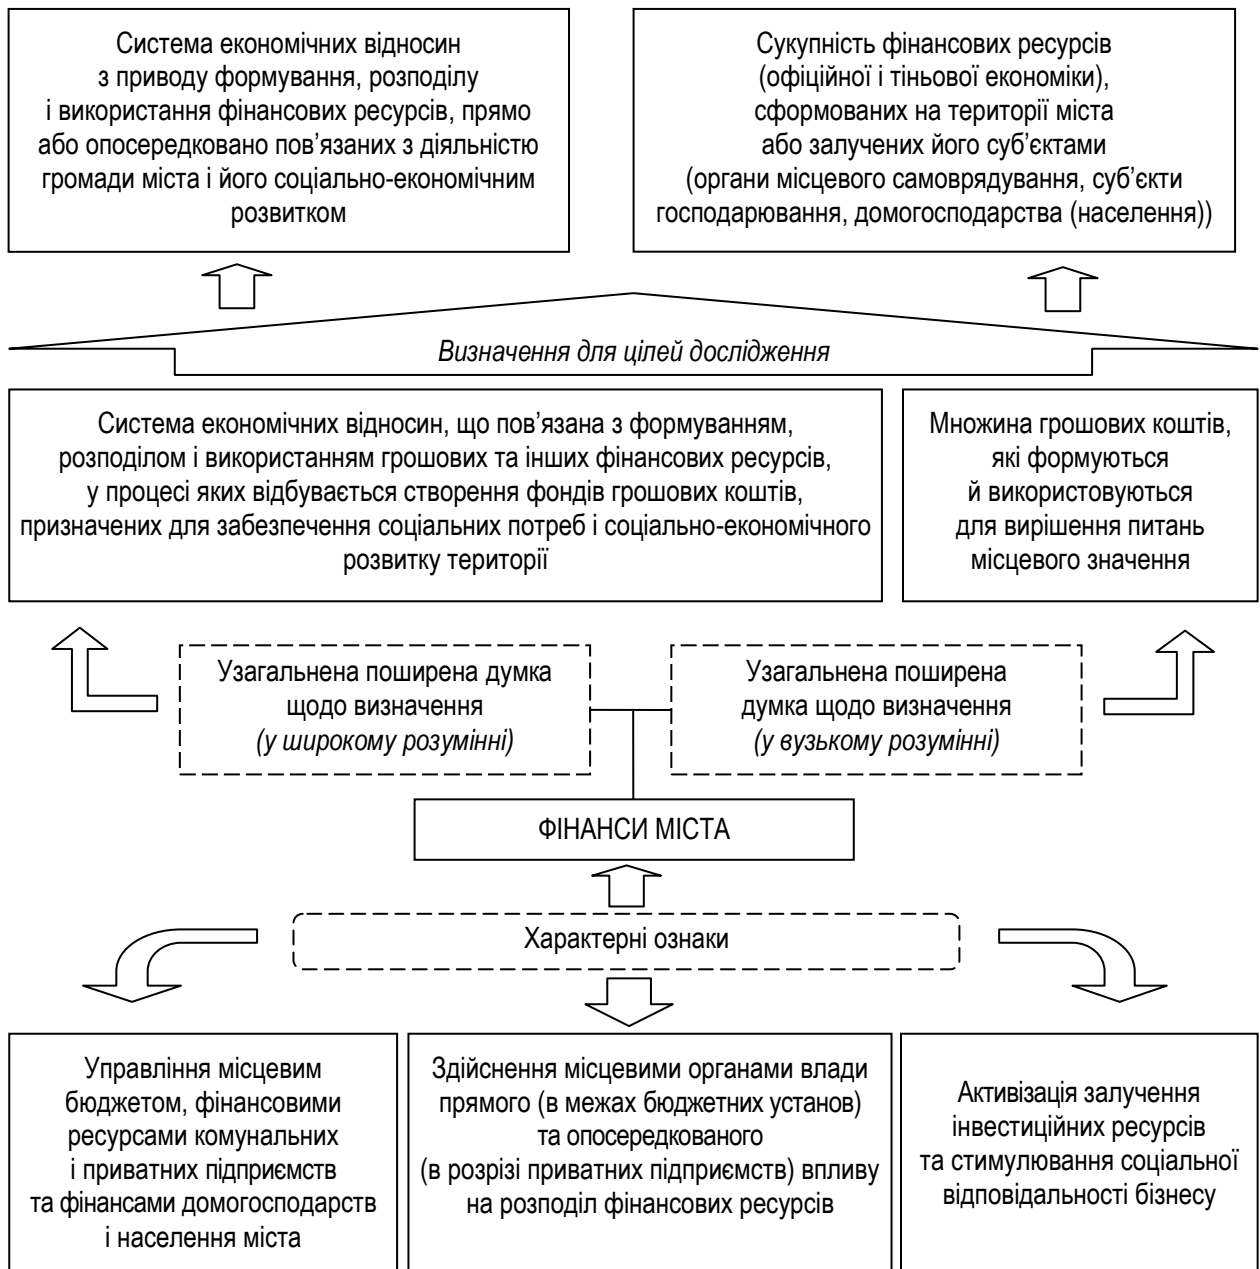 Система економічних відносин
з приводу формування, розподілу
і використання фінансових ресурсів, прямо
або опосередковано пов’язаних з діяльністю
громади міста і його соціально-економічним
розвитком
Сукупність фінансових ресурсів
(офіційної і тіньової економіки),
сформованих на території міста
або залучених його суб’єктами
(органи місцевого самоврядування, суб’єкти
господарювання, домогосподарства (населення))
Визначення для цілей дослідження
Система економічних відносин, що пов’язана з формуванням,
розподілом і використанням грошових та інших фінансових ресурсів,
у процесі яких відбувається створення фондів грошових коштів,
призначених для забезпечення соціальних потреб і соціально-економічного
розвитку території
Множина грошових коштів,
які формуються
й використовуються
для вирішення питань
місцевого значення
Узагальнена поширена думка
щодо визначення
(у широкому розумінні)
Узагальнена поширена
думка щодо визначення
(у вузькому розумінні)
ФІНАНСИ МІСТА
Характерні ознаки
Управління місцевим
бюджетом, фінансовими
ресурсами комунальних
і приватних підприємств
та фінансами домогосподарств
і населення міста
Здійснення місцевими органами влади
прямого (в межах бюджетних установ)
та опосередкованого
(в розрізі приватних підприємств) впливу
на розподіл фінансових ресурсів
Активізація залучення
інвестиційних ресурсів
та стимулювання соціальної
відповідальності бізнесу